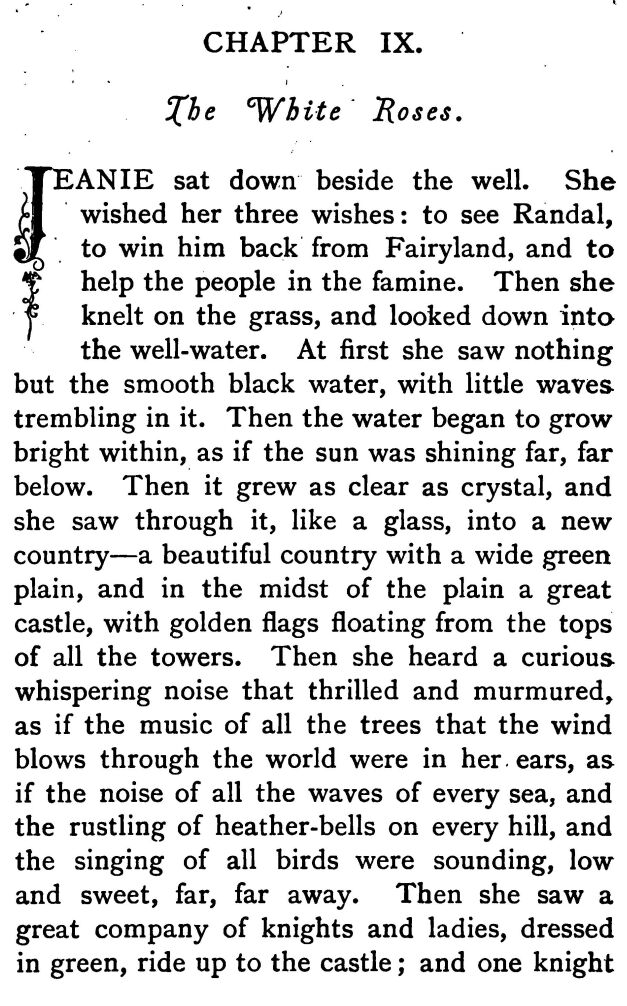 CHAPTER IX.
The White Roses.
JEANIE sat down beside the well. She
wished her three wishes: to see Randal,
to win him back from Fairyland, and to
help the people in the famine. Then she
knelt on the grass, and looked down into
the well-water. At first she saw nothing
but the smooth black water, with little waves
trembling in it. Then the water began to grow
bright within, as if the sun was shining far, far
below. Then it grew as clear as crystal, and
she saw through it, like a glass, into a new
country—a beautiful country with a wide green
plain, and in the midst of the plain a great
castle, with golden flags floating from the tops
of all the towers. Then she heard a curious
whispering noise that thrilled and murmured,
as if the music of all the trees that the wind
blows through the world were in her ears, as
if the noise of all the waves of every sea, and
the rustling of heather-bells on every hill, and
the singing of all birds were sounding, low
and sweet, far, far away. Then she saw a
great company of knights and ladies, dressed
in green, ride up to the castle; and one knight